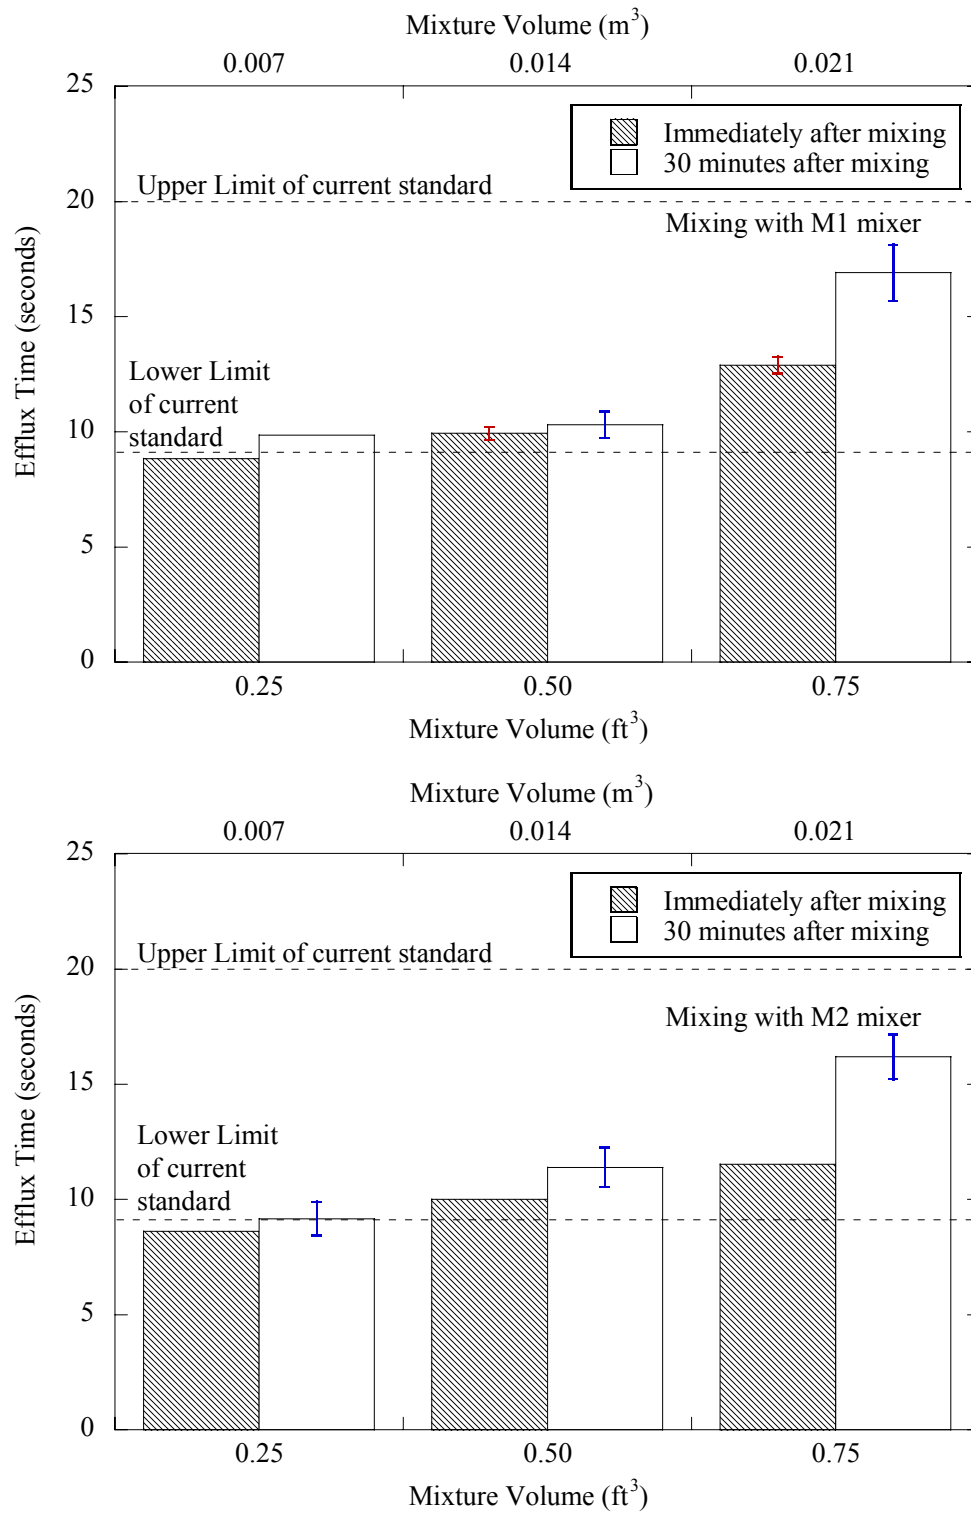 Mixture Volume (m³)
0.007 0.014 0.021
25
Immediately after mixing
30 minutes after mixing
Upper Limit of current standard
20
Mixing with M1 mixer
15
Lower Limit
of current
standard
10
5
0
Efflux Time (seconds)
0.25 0.50 0.75
Mixture Volume (ft³)
Mixture Volume (m³)
0.007 0.014 0.021
25
Immediately after mixing
30 minutes after mixing
Upper Limit of current standard
20
Mixing with M2 mixer
15
Lower Limit
of current
standard
10
5
0
Efflux Time (seconds)
0.25 0.50 0.75
Mixture Volume (ft³)